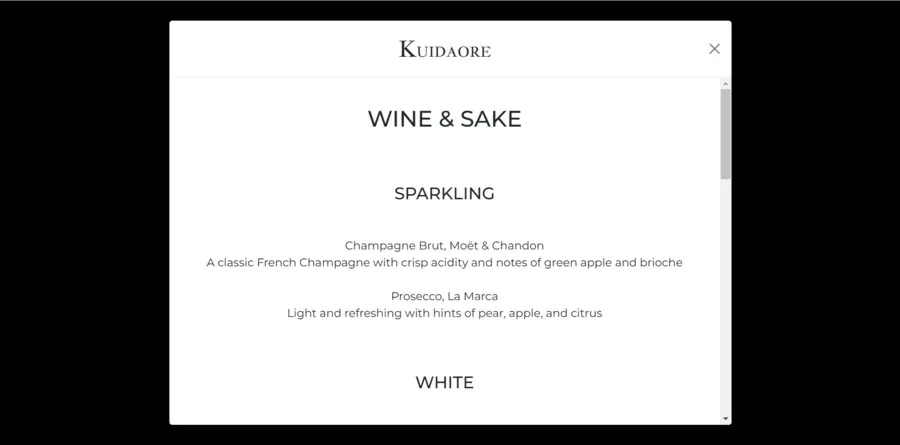 Kuidaore
WINE & SAKE
SPARKLING
Champagne Brut, Moët & Chandon
A classic French Champagne with crisp acidity and notes of green apple and brioche
Prosecco, La Marca
Light and refreshing with hints of pear, apple, and citrus
WHITE